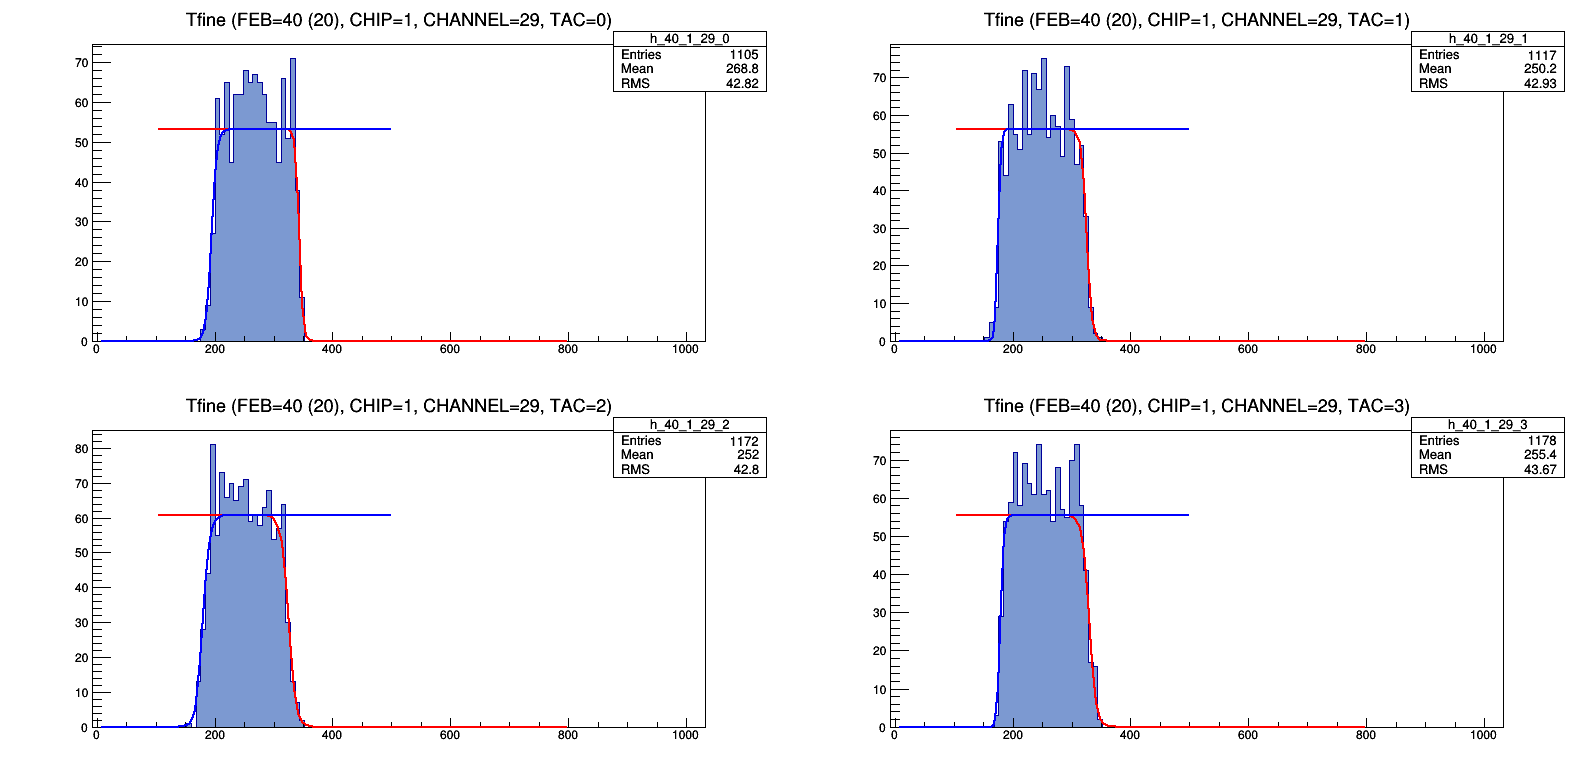 Tfine (FEB=40 (20), CHIP=1, CHANNEL=29, TAC=0)
h_40_1_29_0
Entries 1105
Mean 268.8
RMS 42.82
70
60
50
40
30
20
10
0
0 200 400 600 800 1000
Tfine (FEB=40 (20), CHIP=1, CHANNEL=29, TAC=1)
h_40_1_29_1
Entries 1117
Mean 250.2
RMS 42.93
70
60
50
40
30
20
10
0
0 200 400 600 800 1000
Tfine (FEB=40 (20), CHIP=1, CHANNEL=29, TAC=2)
h_40_1_29_2
Entries 1172
Mean 252
RMS 42.8
80
70
60
50
40
30
20
10
0
0 200 400 600 800 1000
Tfine (FEB=40 (20), CHIP=1, CHANNEL=29, TAC=3)
h_40_1_29_3
Entries 1178
Mean 255.4
RMS 43.67
70
60
50
40
30
20
10
0
0 200 400 600 800 1000